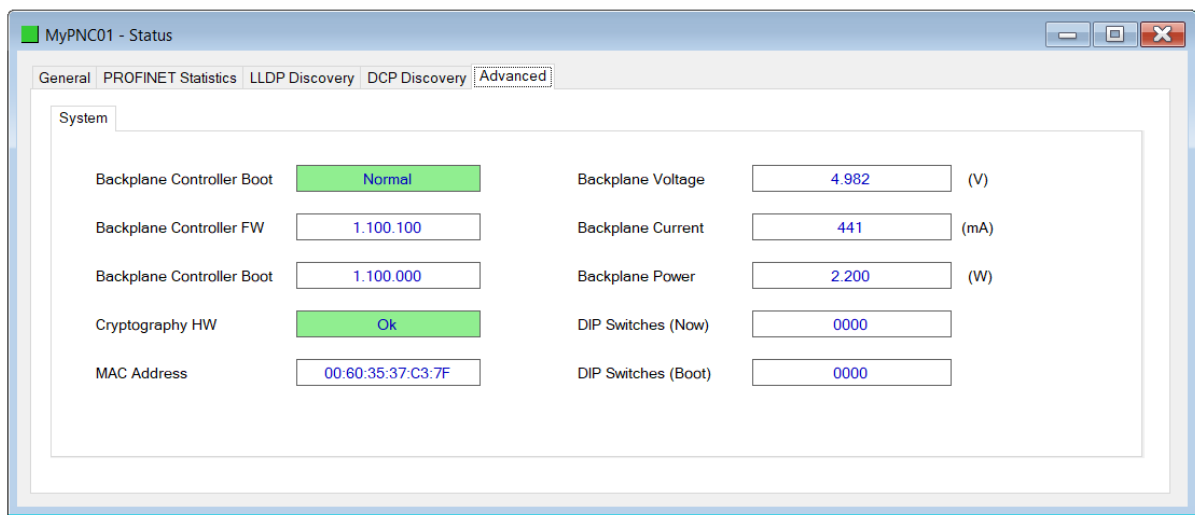 MyPNC01 - Status
General PROFINET Statistics LLDP Discovery DCP Discovery Advanced
System
Backplane Controller Boot Normal Backplane Voltage 4.982 (V)
Backplane Controller FW 1.100.100 Backplane Current 441 (mA)
Backplane Controller Boot 1.100.000 Backplane Power 2.200 (W)
Cryptography HW Ok DIP Switches (Now) 0000
MAC Address 00:60:35:37:C3:7F DIP Switches (Boot) 0000